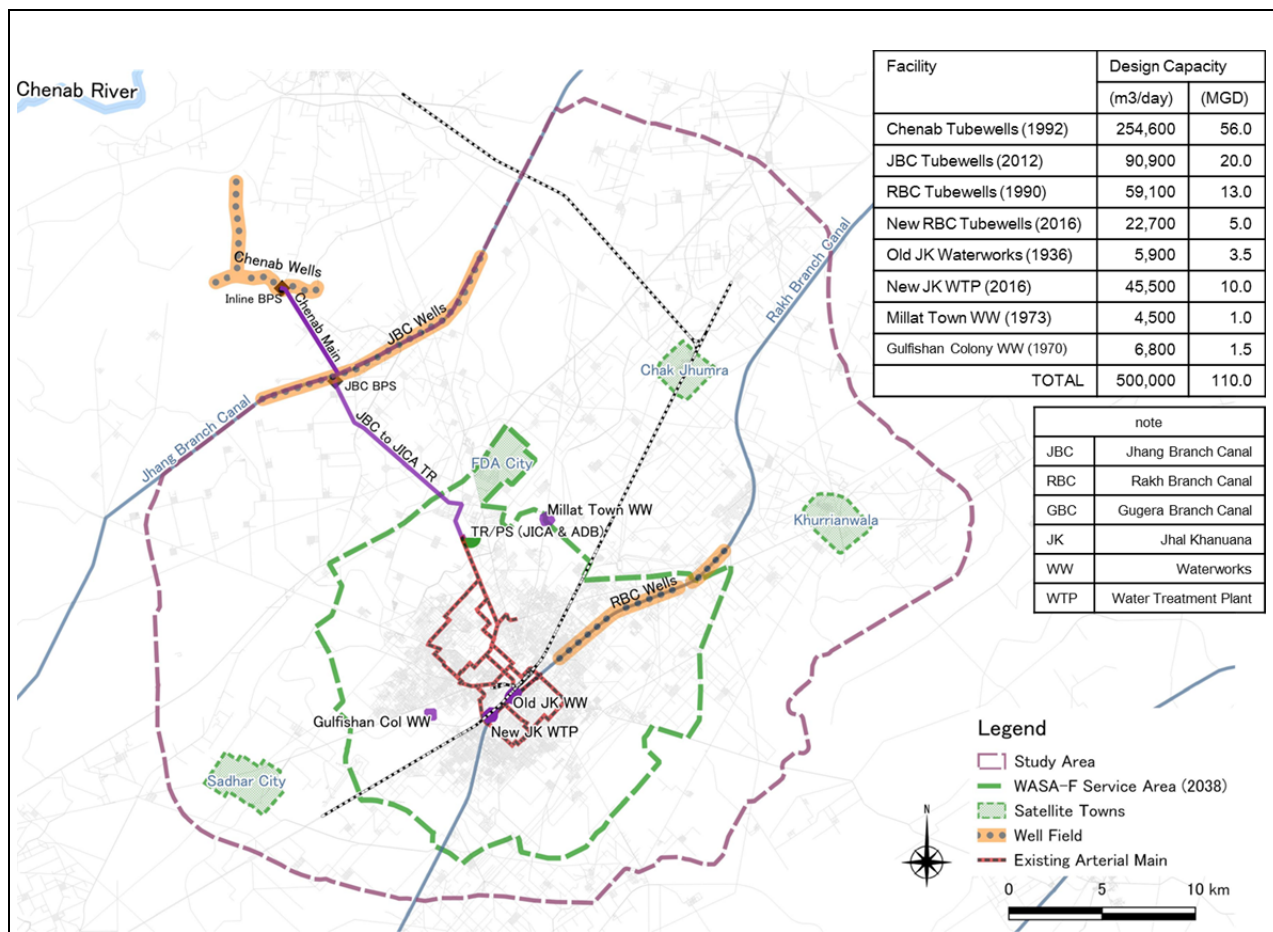 Chenab River
Facility
Design Capacity
(m3/day) (MGD)
Chenab Tubewells (1992) 254,600 56.0
JBC Tubewells (2012) 90,900 20.0
RBC Tubewells (1990) 59,100 13.0
New RBC Tubewells (2016) 22,700 5.0
Old JK Waterworks (1936) 5,900 3.5
New JK WTP (2016) 45,500 10.0
Millat Town WW (1973) 4,500 1.0
Gulfishan Colony WW (1970) 6,800 1.5
TOTAL 500,000 110.0
note
JBC Jhang Branch Canal
RBC Rakh Branch Canal
GBC Gugera Branch Canal
JK Jhal Khanuana
WW Waterworks
WTP Water Treatment Plant
Chenab Wells
Inline BPS
Chenab Main
JBC Wells
JBC BPS
Jhang Branch Canal
JBC to JICA TR
Rakh Branch Canal
Chak Jhumra
FDA City
Millat Town WW
Khurrianwala
TR/PS (JICA & ADB)
RBC Wells
Old JK WW
Gulfishan Col WW
New JK WTP
Sadhar City
Legend
Study Area
WASA-F Service Area (2038)
Satellite Towns
Well Field
Existing Arterial Main
N
0 5 10 km